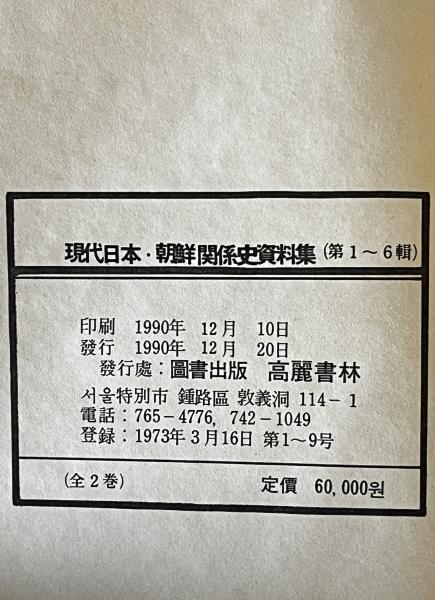 現代日本・朝鮮関係史資料集 (第1〜6輯)
印刷 1990年 12月 10日
發行 1990年 12月 20日
發行處：圖書出版 高麗書林
서울特別市 鍾路區 敦義洞 114－1
電話：765-4776, 742-1049
登録：1973年3月16日 第1〜9号
(全2巻) 定價 60,000원